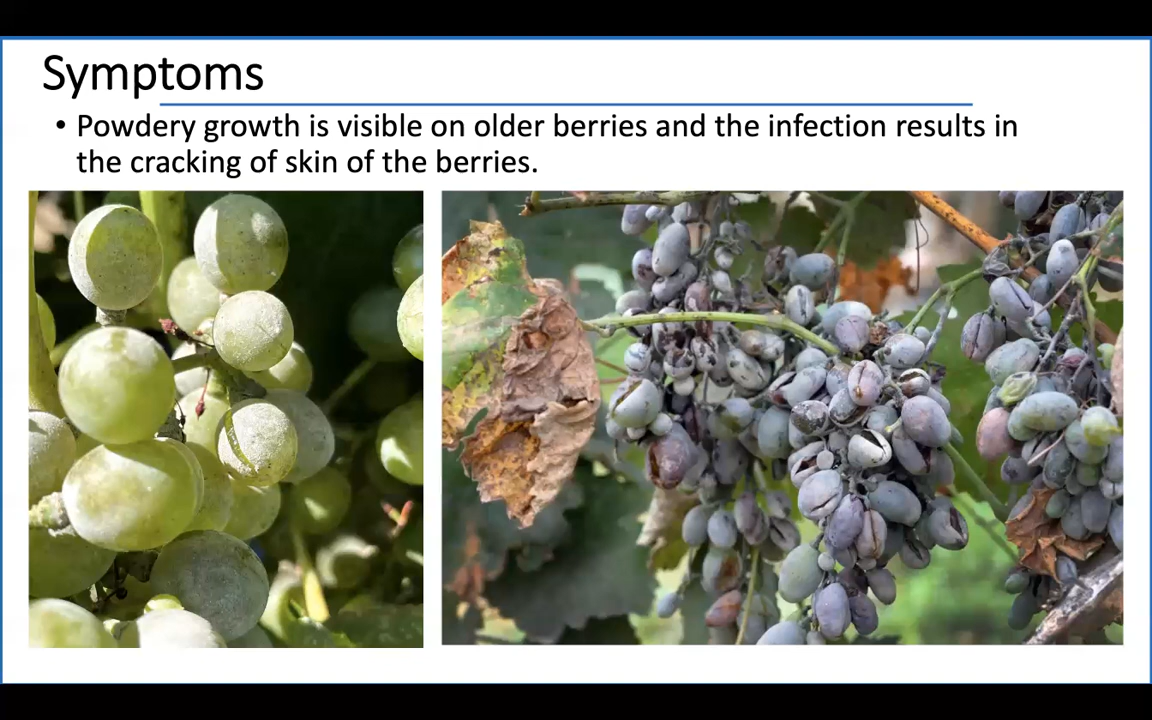 Symptoms
• Powdery growth is visible on older berries and the infection results in
the cracking of skin of the berries.